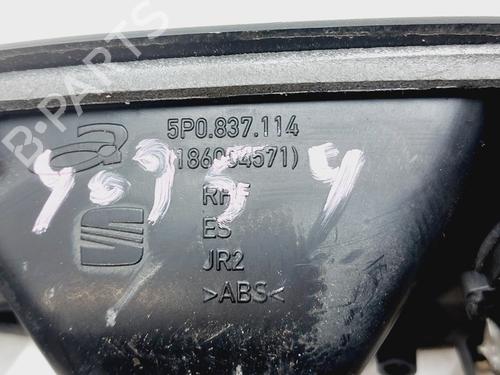 B-PARTS
5P0.837.114
RHF
ES
JR2
>ABS<